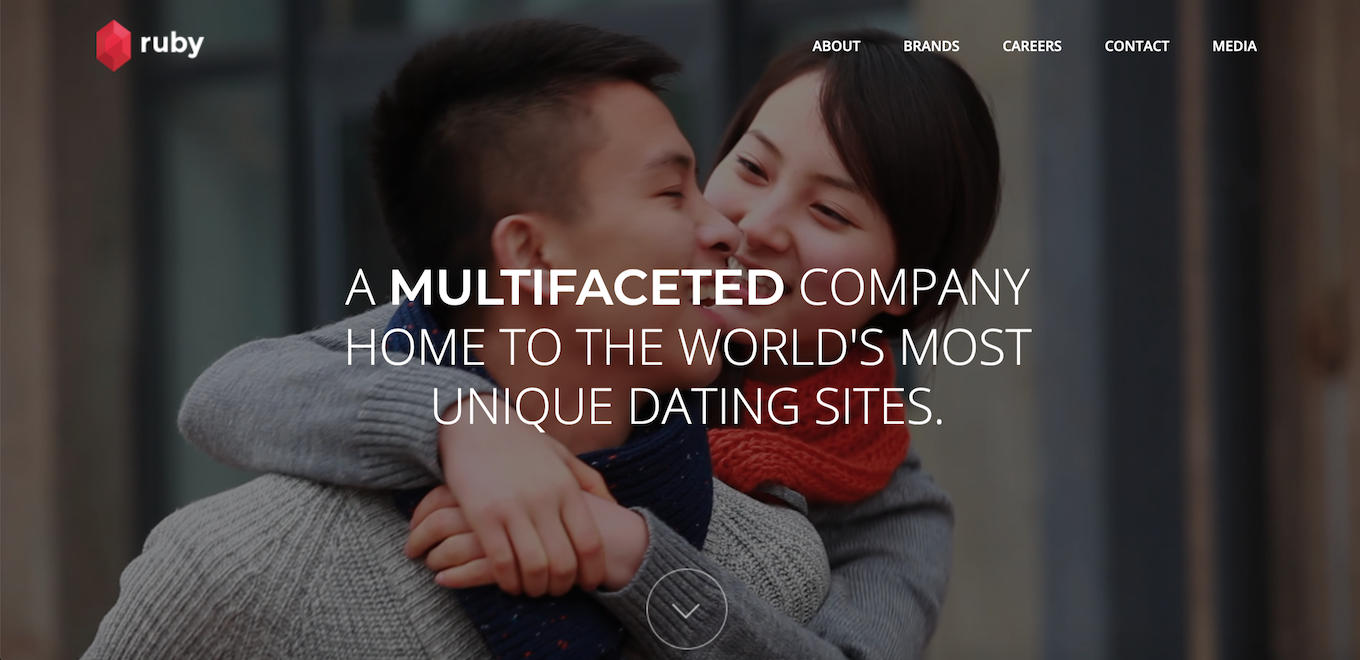 ruby
ABOUT BRANDS CAREERS CONTACT MEDIA
A MULTIFACETED COMPANY
HOME TO THE WORLD'S MOST
UNIQUE DATING SITES.